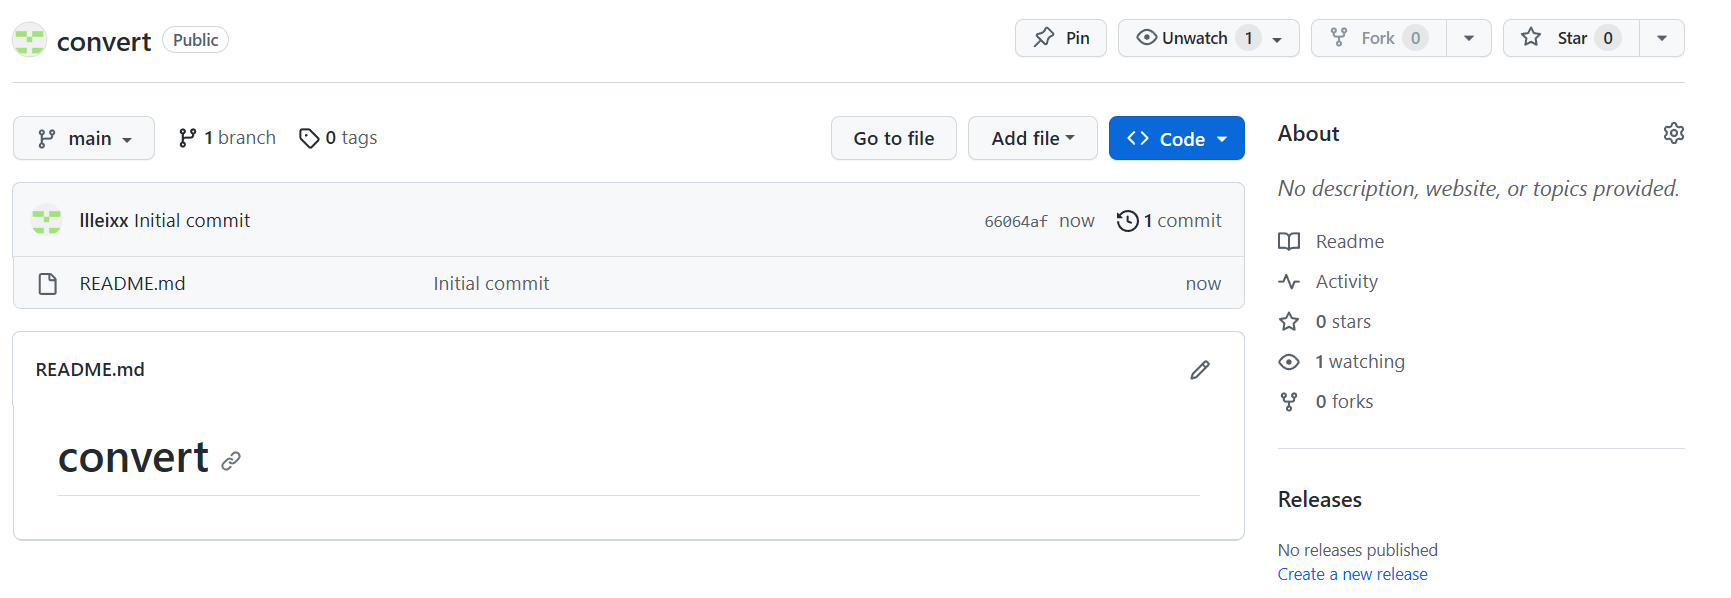 convert Public Pin Unwatch 1 Fork 0 Star 0
main 1 branch 0 tags Go to file Add file Code
llleixx Initial commit 66064af now 1 commit
README.md Initial commit now
README.md
convert
About
No description, website, or topics provided.
Readme
Activity
0 stars
1 watching
0 forks
Releases
No releases published
Create a new release